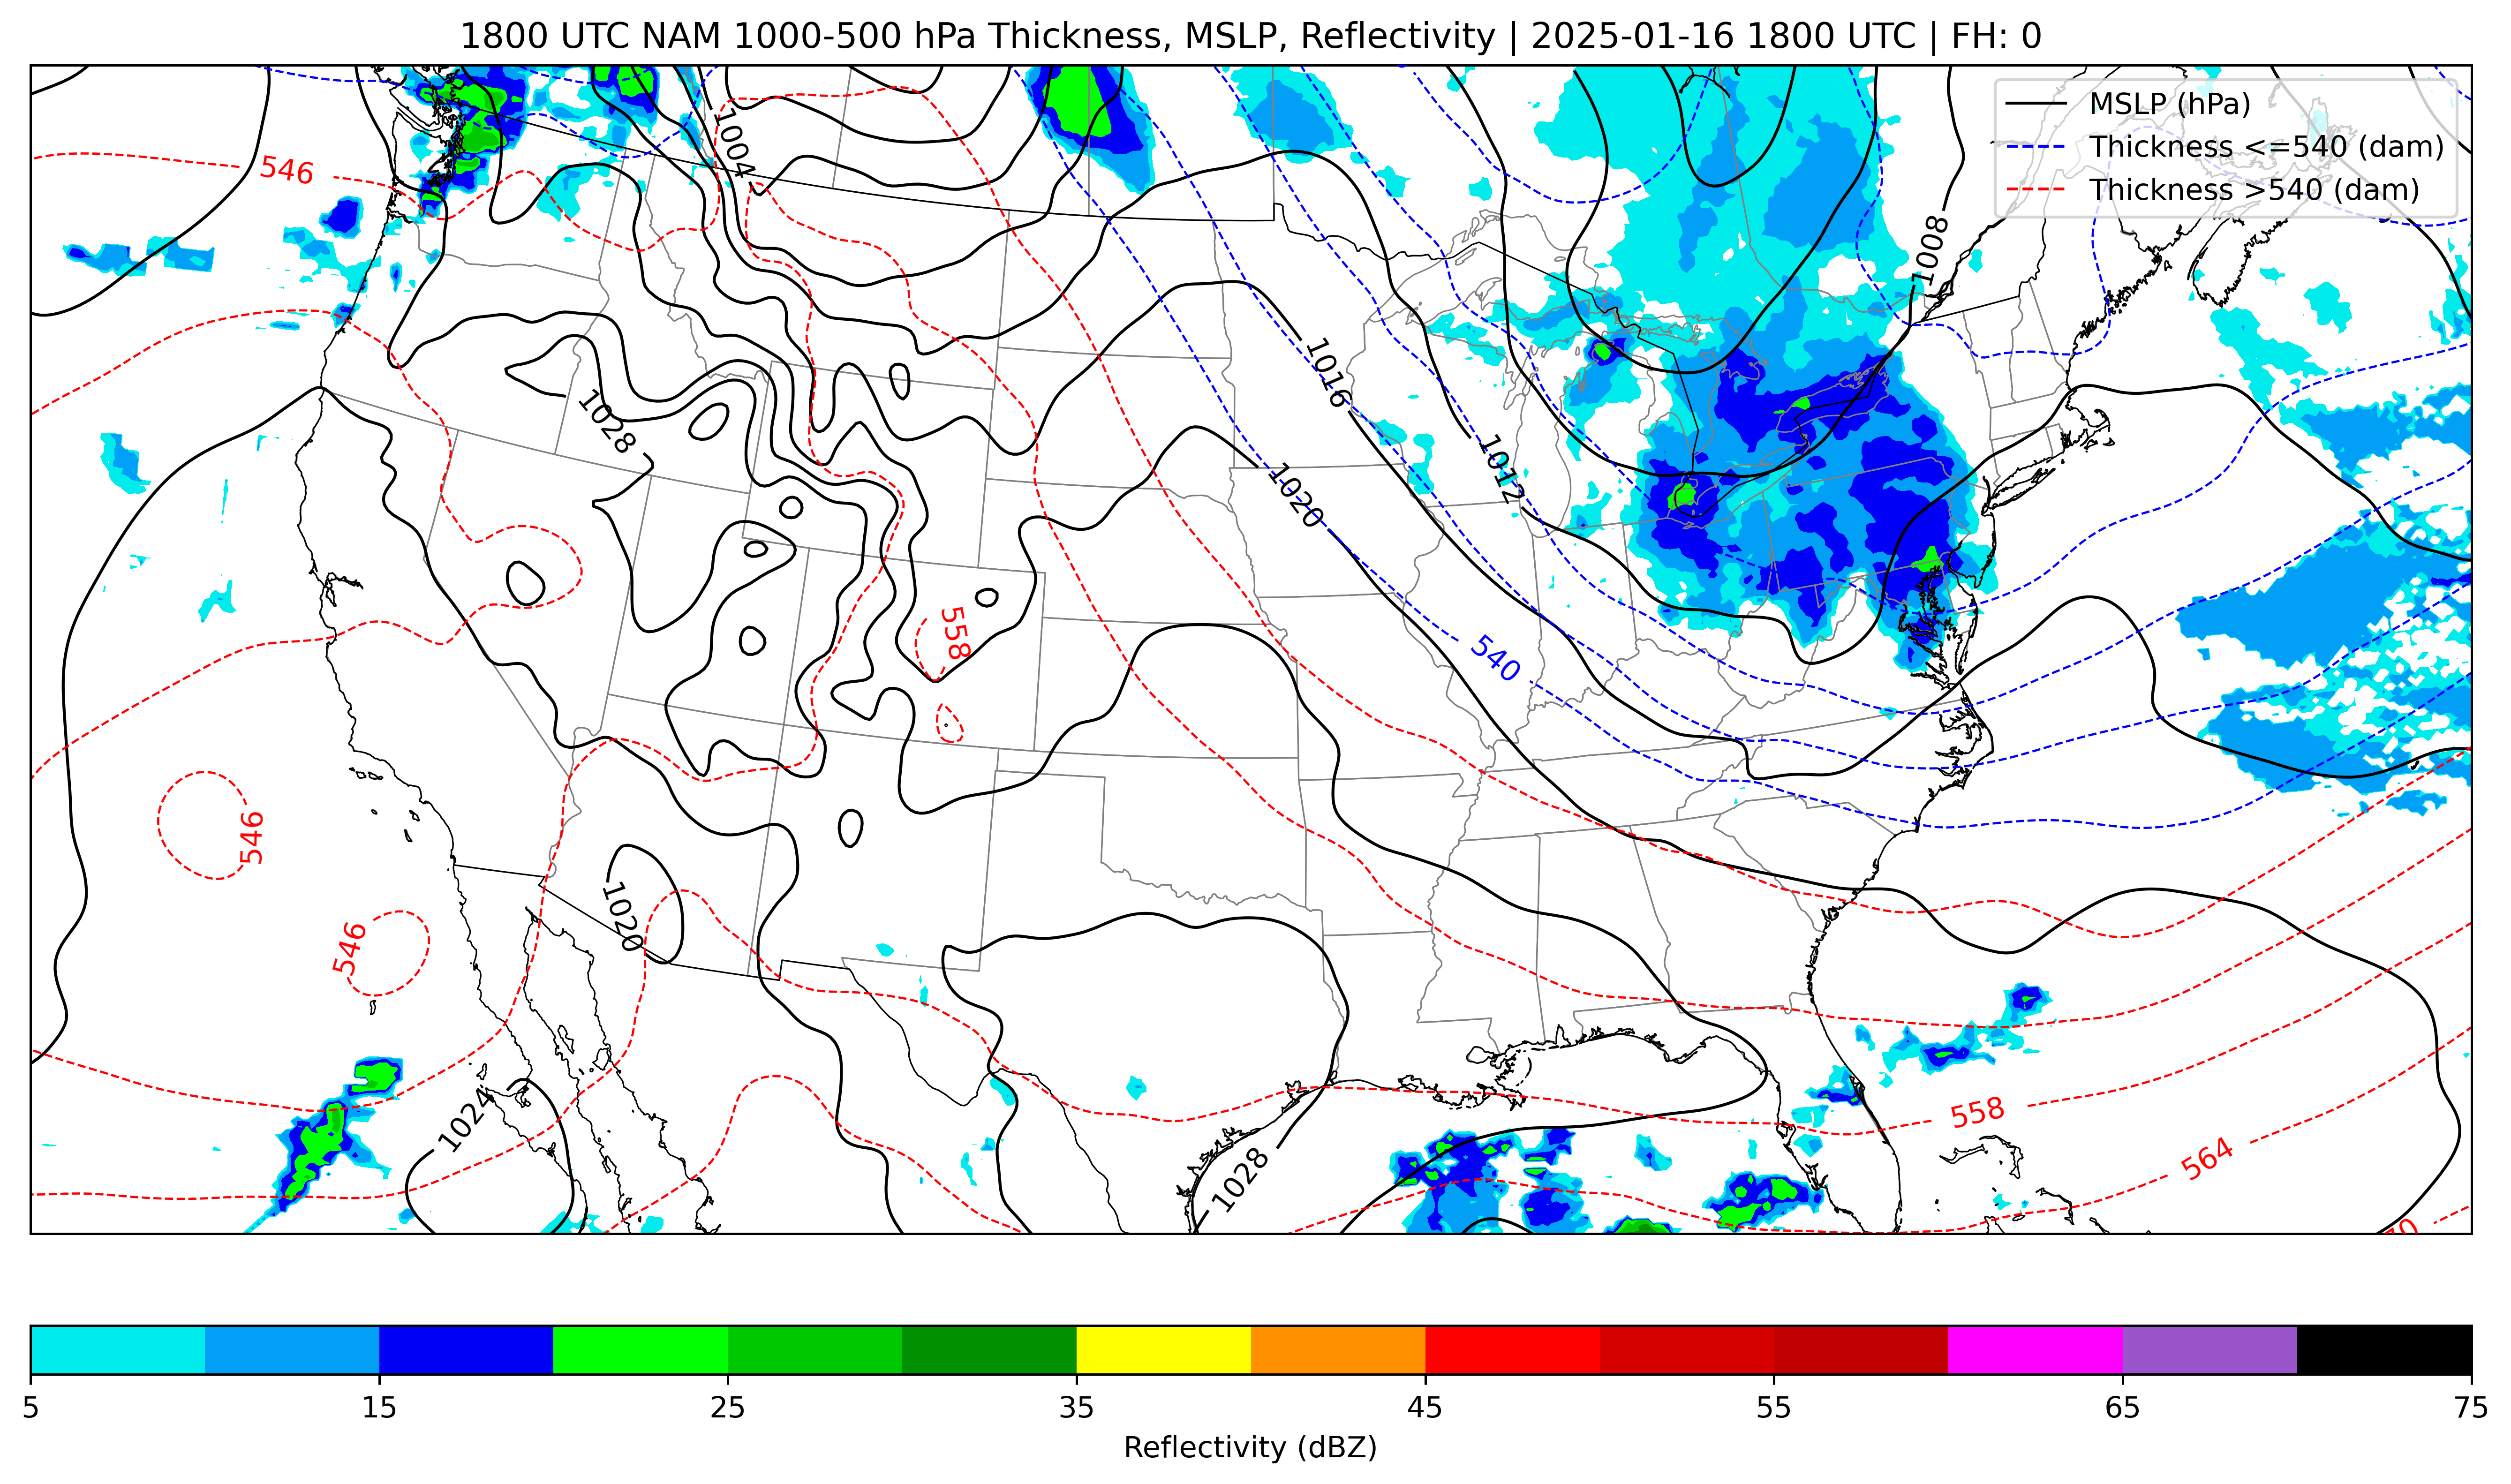 1800 UTC NAM 1000-500 hPa Thickness, MSLP, Reflectivity | 2025-01-16 1800 UTC | FH: 0
MSLP (hPa)
Thickness <=540 (dam)
Thickness >540 (dam)
1004
546
1008
1016
1028
1012
1020
558
540
546
1020
546
1024
558
564
1028
5 15 25 35 45 55 65 75
Reflectivity (dBZ)